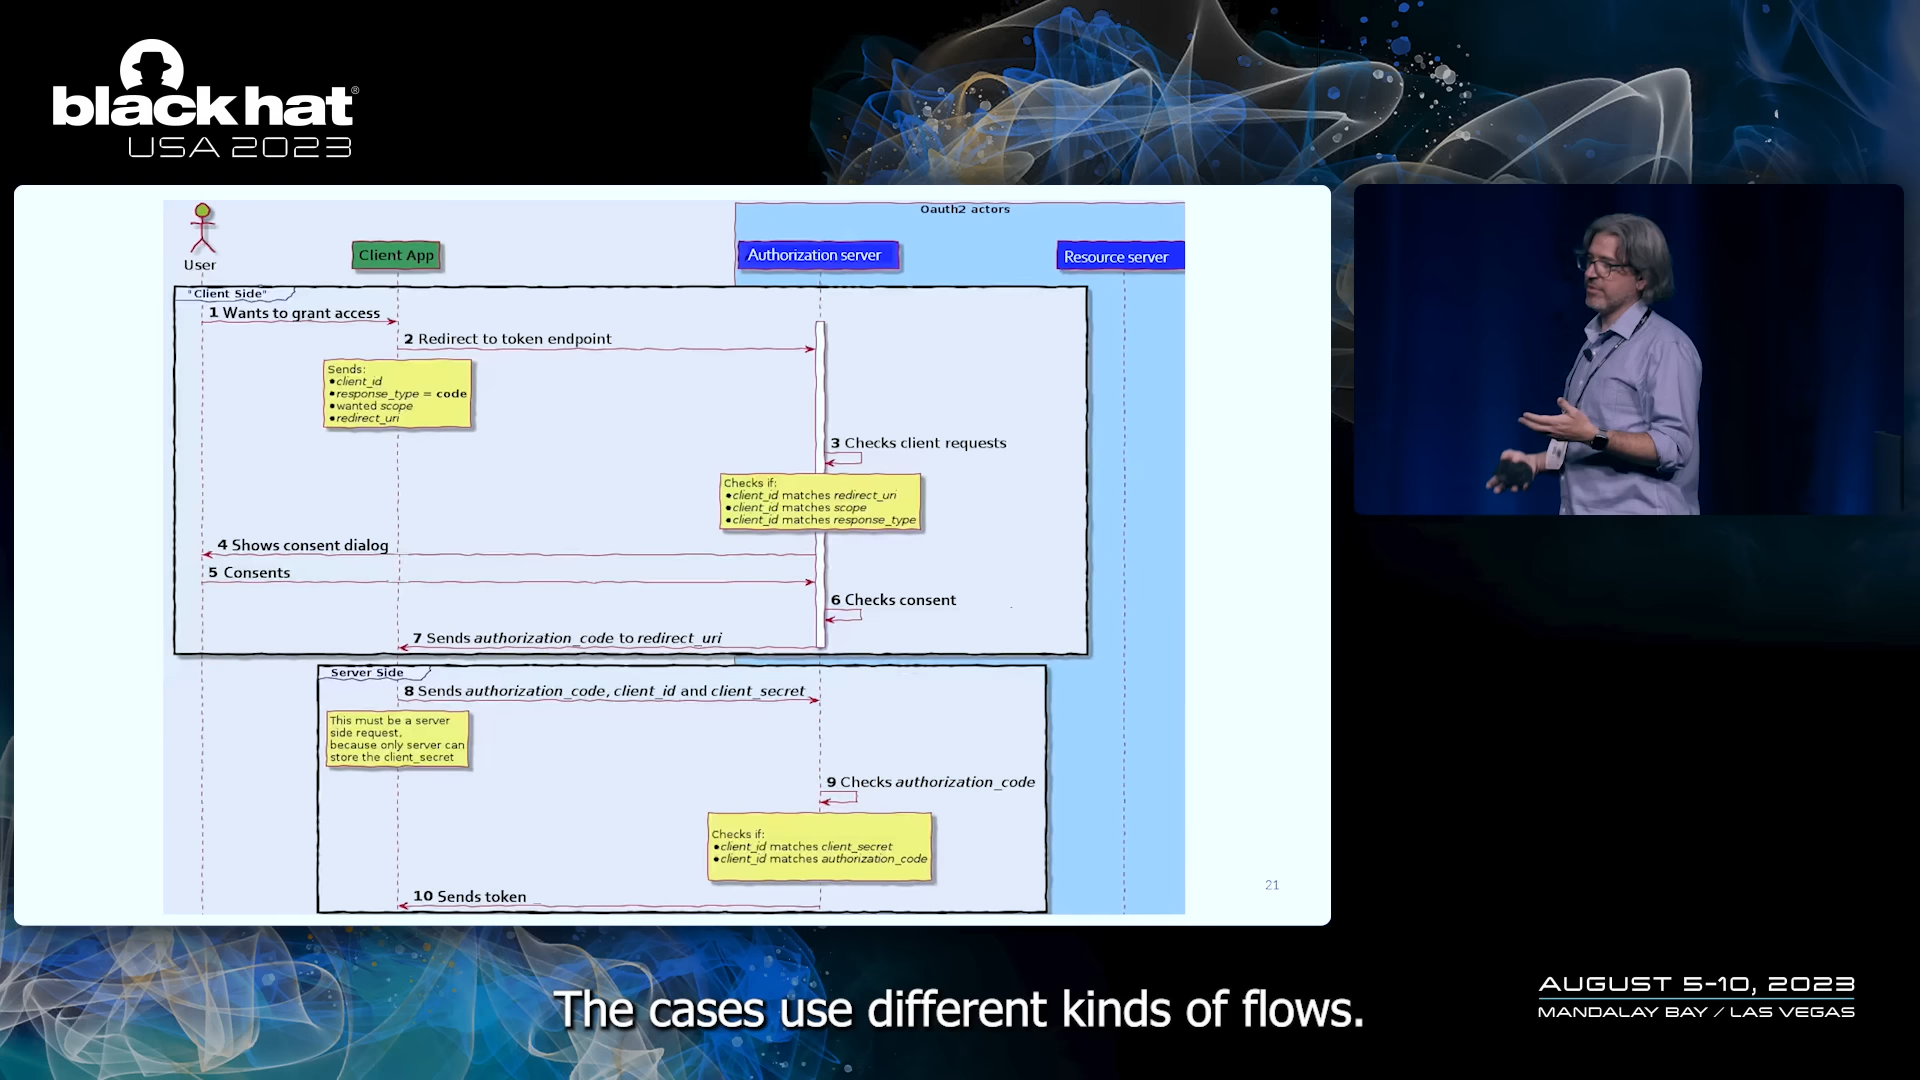 black hat®
USA 2023
Oauth2 actors
User
Client App
Authorization server
Resource server
"Client Side"
1 Wants to grant access
2 Redirect to token endpoint
Sends:
•client_id
•response_type = code
•wanted scope
•redirect_uri
3 Checks client requests
Checks if:
•client_id matches redirect_uri
•client_id matches scope
•client_id matches response_type
4 Shows consent dialog
5 Consents
6 Checks consent
7 Sends authorization_code to redirect_uri
Server Side
8 Sends authorization_code, client_id and client_secret
This must be a server
side request,
because only server can
store the client_secret
9 Checks authorization_code
Checks if:
•client_id matches client_secret
•client_id matches authorization_code
10 Sends token
21
The cases use different kinds of flows.
AUGUST 5-10, 2023
MANDALAY BAY / LAS VEGAS